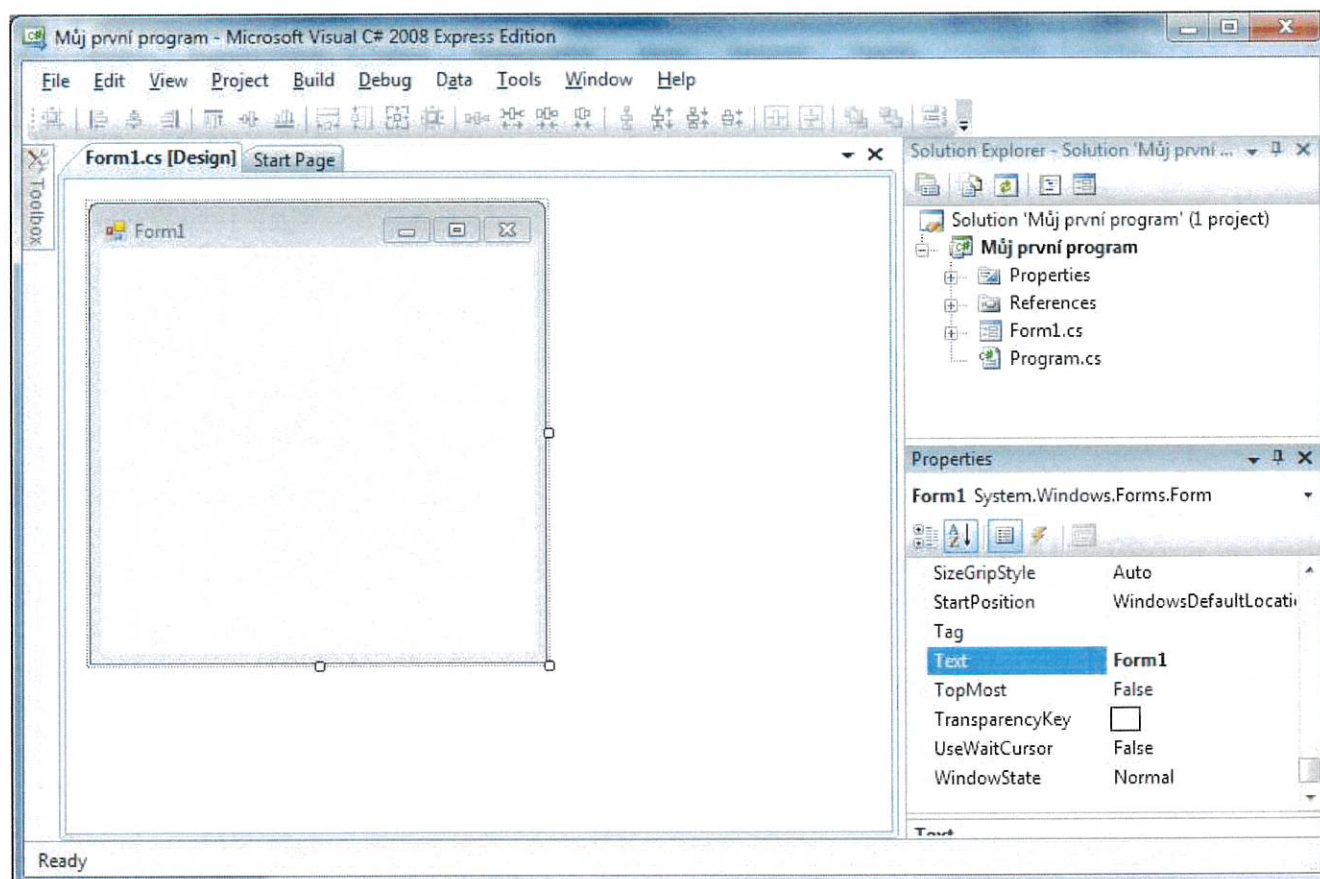 Můj první program - Microsoft Visual C# 2008 Express Edition
File Edit View Project Build Debug Data Tools Window Help
Toolbox
Form1.cs [Design] Start Page
Form1
Solution Explorer - Solution 'Můj první ...
Solution 'Můj první program' (1 project)
Můj první program
Properties
References
Form1.cs
Program.cs
Properties
Form1 System.Windows.Forms.Form
SizeGripStyle Auto
StartPosition WindowsDefaultLocati
Tag
Text Form1
TopMost False
TransparencyKey
UseWaitCursor False
WindowState Normal
Text
Ready